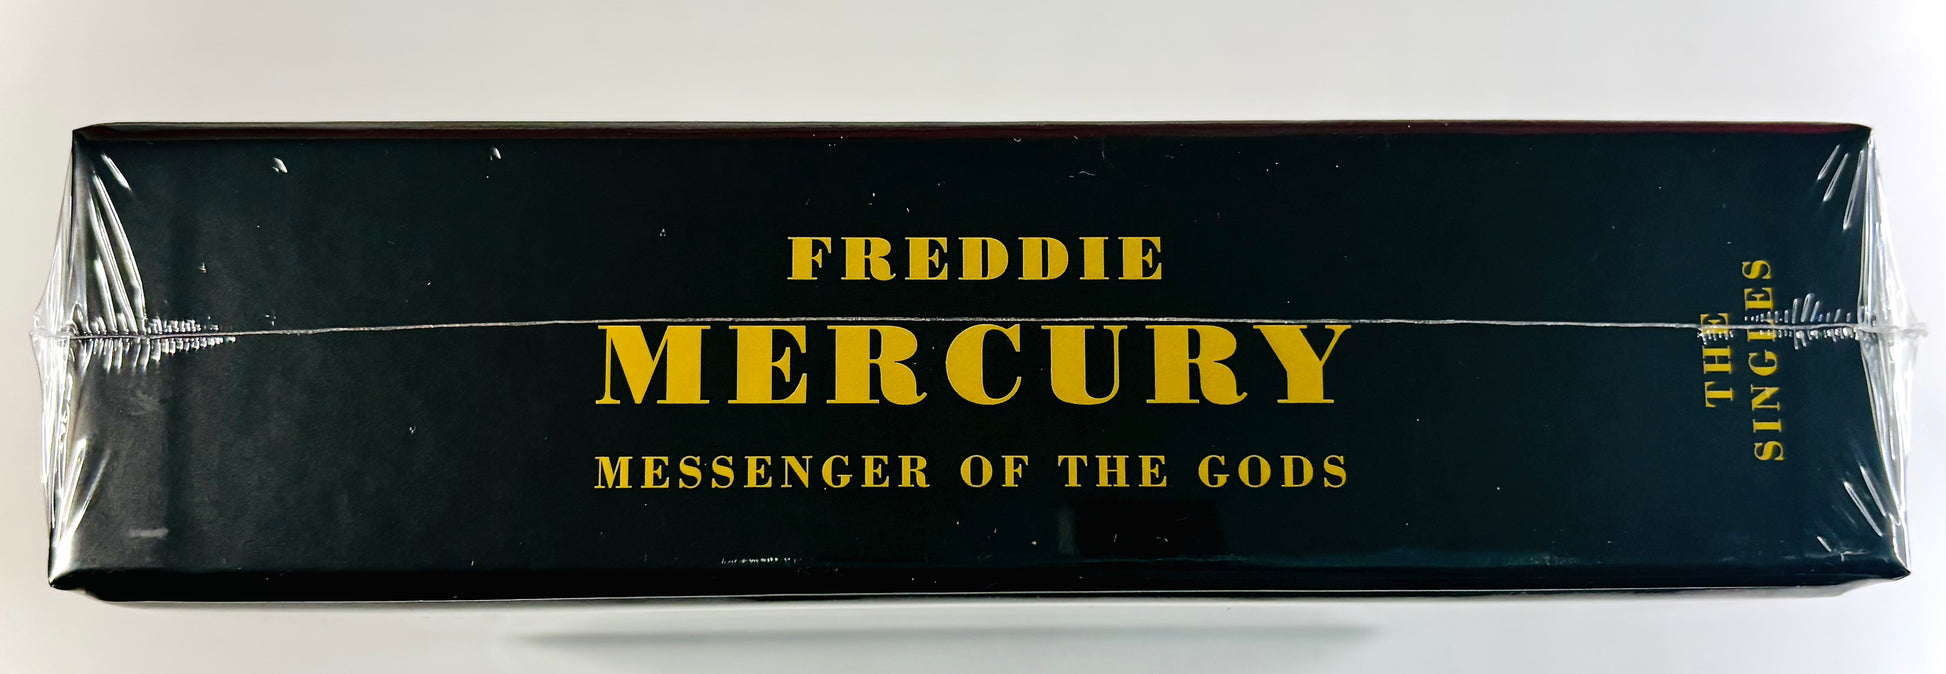 FREDDIE
MERCURY
MESSENGER OF THE GODS
THE
SINGLES